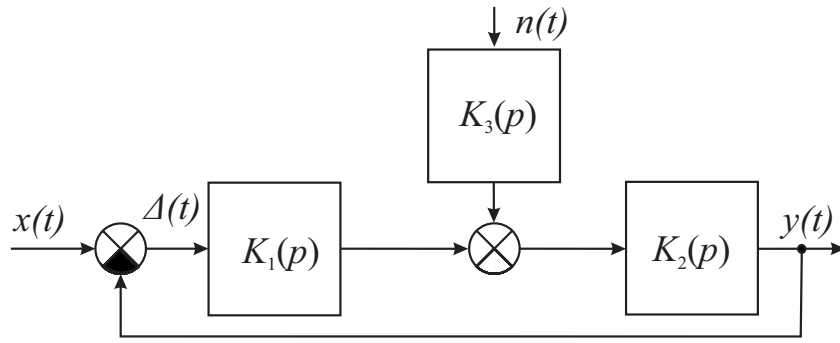 n(t)
K₃(p)
x(t)
Δ(t)
K₁(p)
K₂(p)
y(t)